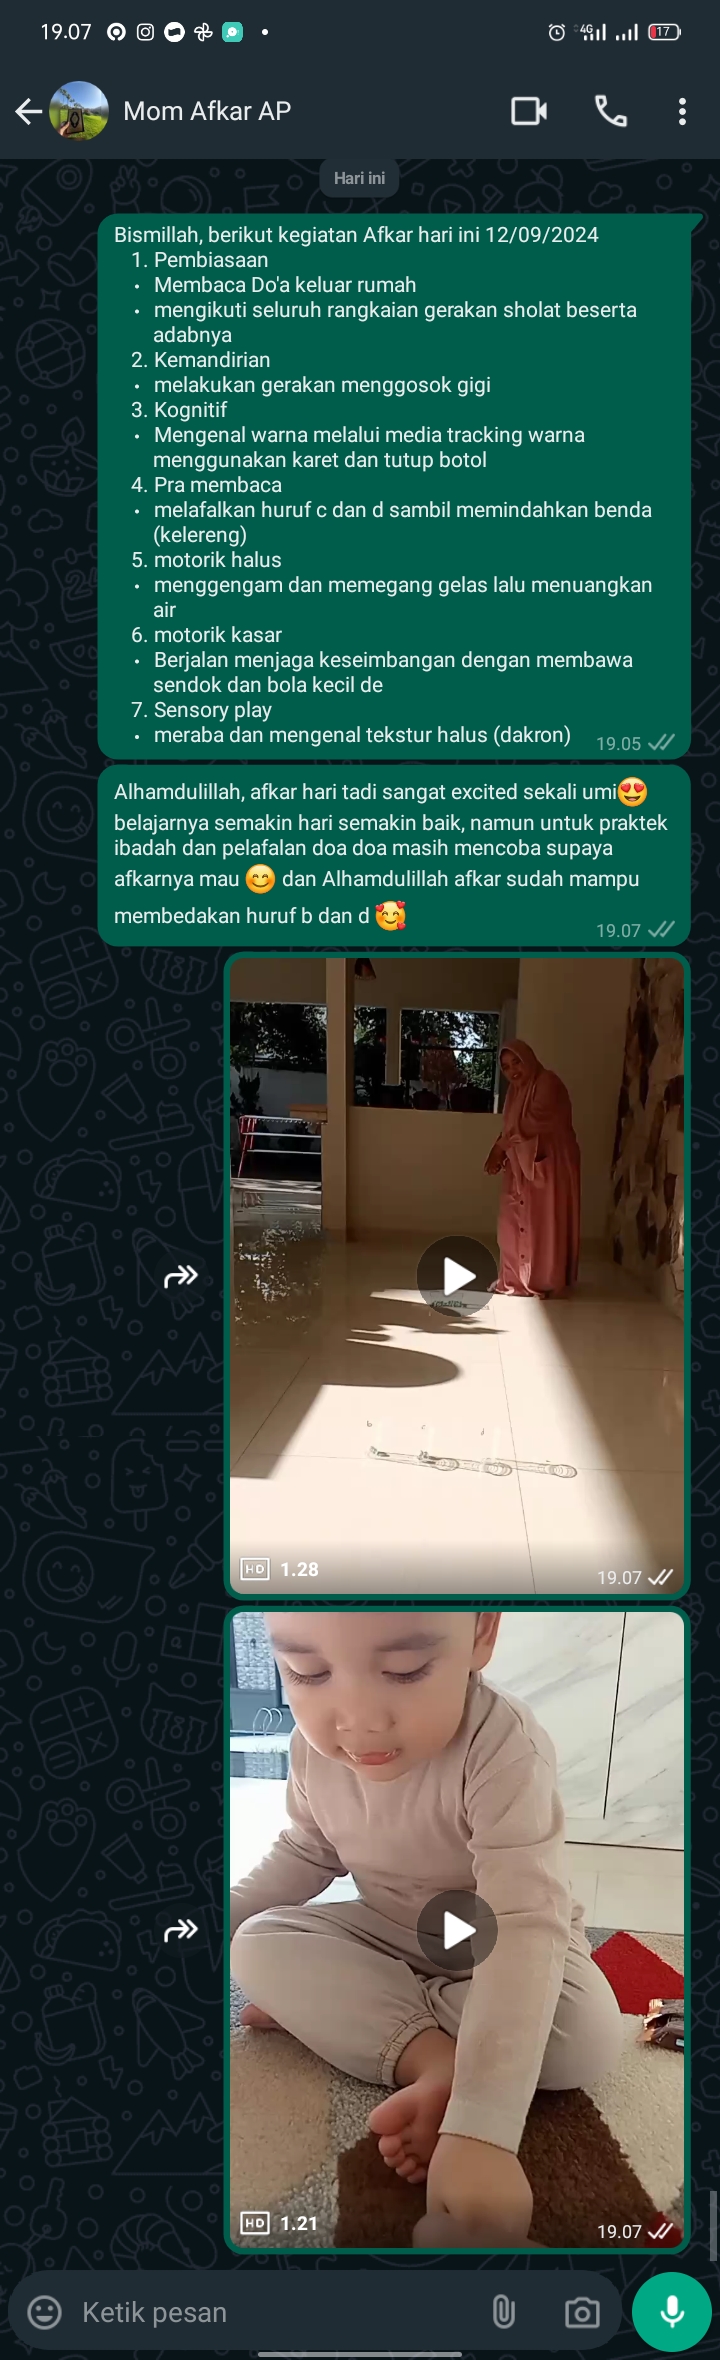 19.07
4G
17
Mom Afkar AP
Hari ini
Bismillah, berikut kegiatan Afkar hari ini 12/09/2024
1. Pembiasaan
• Membaca Do'a keluar rumah
• mengikuti seluruh rangkaian gerakan sholat beserta
adabnya
2. Kemandirian
• melakukan gerakan menggosok gigi
3. Kognitif
• Mengenal warna melalui media tracking warna
menggunakan karet dan tutup botol
4. Pra membaca
• melafalkan huruf c dan d sambil memindahkan benda
(kelereng)
5. motorik halus
• menggengam dan memegang gelas lalu menuangkan
air
6. motorik kasar
• Berjalan menjaga keseimbangan dengan membawa
sendok dan bola kecil de
7. Sensory play
• meraba dan mengenal tekstur halus (dakron)
19.05
Alhamdulillah, afkar hari tadi sangat excited sekali umi😍
belajarnya semakin hari semakin baik, namun untuk praktek
ibadah dan pelafalan doa doa masih mencoba supaya
afkarnya mau 😊 dan Alhamdulillah afkar sudah mampu
membedakan huruf b dan d 🥰
19.07
b c d
HD 1.28
19.07
HD 1.21
19.07
Ketik pesan